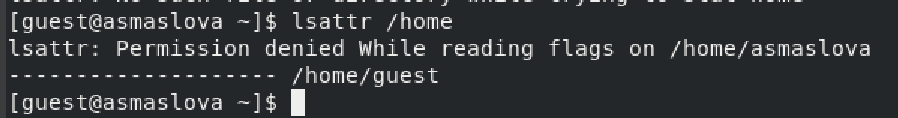 [guest@asmaslova ~]$ lsattr /home
lsattr: Permission denied While reading flags on /home/asmaslova
-------------------- /home/guest
[guest@asmaslova ~]$